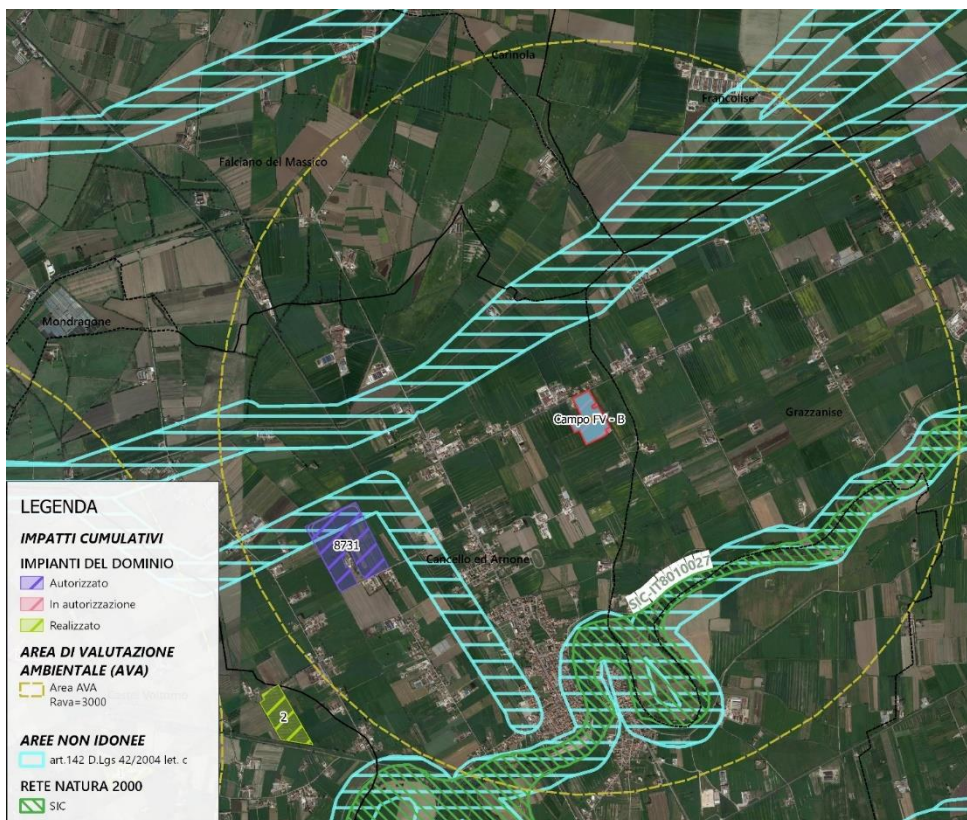 Carinola
Francolise
Falciano del Massico
Mondragone
Campo FV - B
Grazzanise
8731
Cancello ed Arnone
SIC-IT8010027
2
LEGENDA
IMPATTI CUMULATIVI
IMPIANTI DEL DOMINIO
Autorizzato
In autorizzazione
Realizzato
AREA DI VALUTAZIONE
AMBIENTALE (AVA)
Area AVA
Rava=3000
AREE NON IDONEE
art.142 D.Lgs 42/2004 let. c
RETE NATURA 2000
SIC